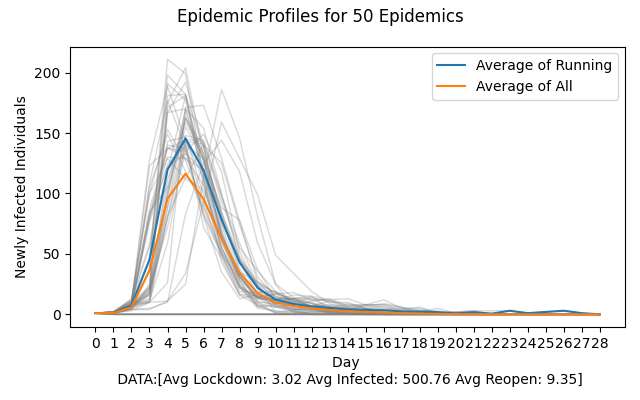 Epidemic Profiles for 50 Epidemics
Average of Running
Average of All
Newly Infected Individuals
200
150
100
50
0
0 1 2 3 4 5 6 7 8 9 10 11 12 13 14 15 16 17 18 19 20 21 22 23 24 25 26 27 28
Day
DATA:[Avg Lockdown: 3.02 Avg Infected: 500.76 Avg Reopen: 9.35]